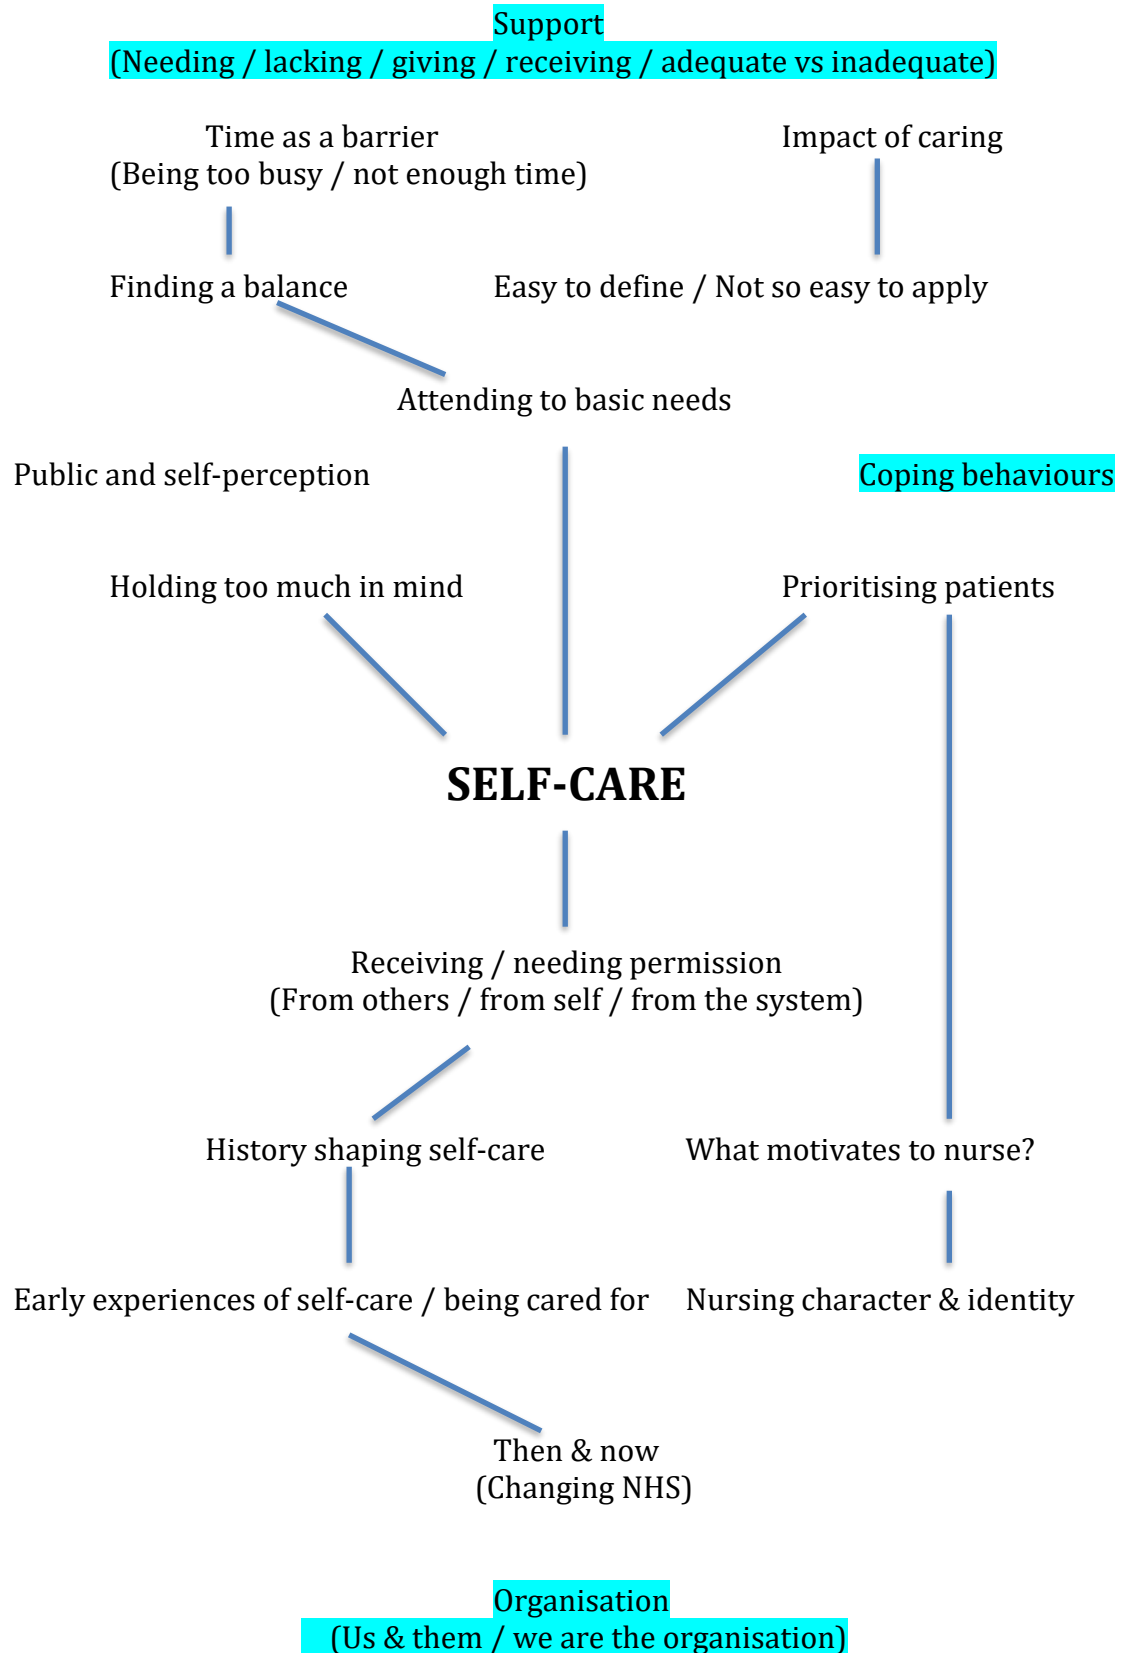 Support
(Needing / lacking / giving / receiving / adequate vs inadequate)
Time as a barrier
(Being too busy / not enough time)
Impact of caring
Finding a balance
Easy to define / Not so easy to apply
Attending to basic needs
Public and self-perception
Coping behaviours
Holding too much in mind
Prioritising patients
SELF-CARE
Receiving / needing permission
(From others / from self / from the system)
History shaping self-care
What motivates to nurse?
Early experiences of self-care / being cared for
Nursing character & identity
Then & now
(Changing NHS)
Organisation
(Us & them / we are the organisation)